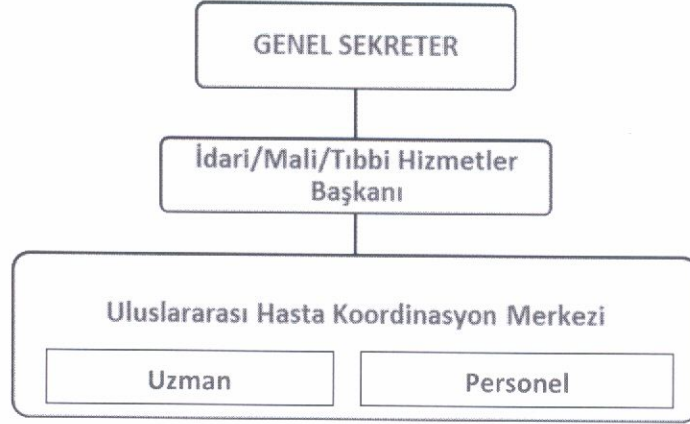 GENEL SEKRETER
İdari/Mali/Tıbbi Hizmetler
Başkanı
Uluslararası Hasta Koordinasyon Merkezi
Uzman
Personel